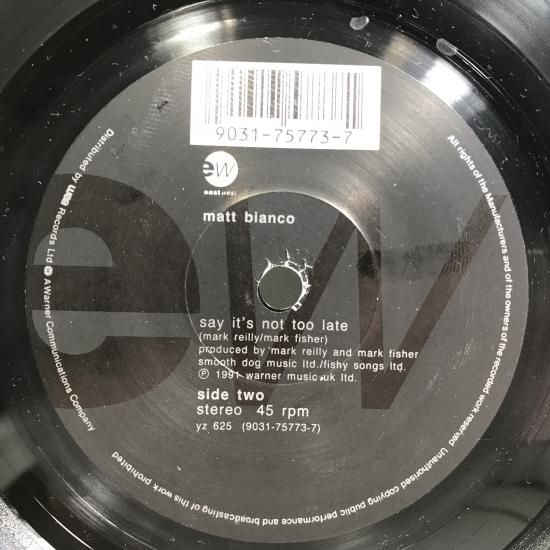 9031-75773-7
ew
east west
matt bianco
say it's not too late
(mark reilly/mark fisher)
produced by mark reilly and mark fisher
smooth dog music ltd./fishy songs ltd.
℗ 1991 warner music uk ltd.
side two
stereo 45 rpm
yz 625 (9031-75773-7)
ew
Distributed by wea Records Ltd. A Warner Communications Company
All rights of the Manufacturers and of the owners of the recorded work reserved Unauthorised copying public performance and broadcasting of this work prohibited